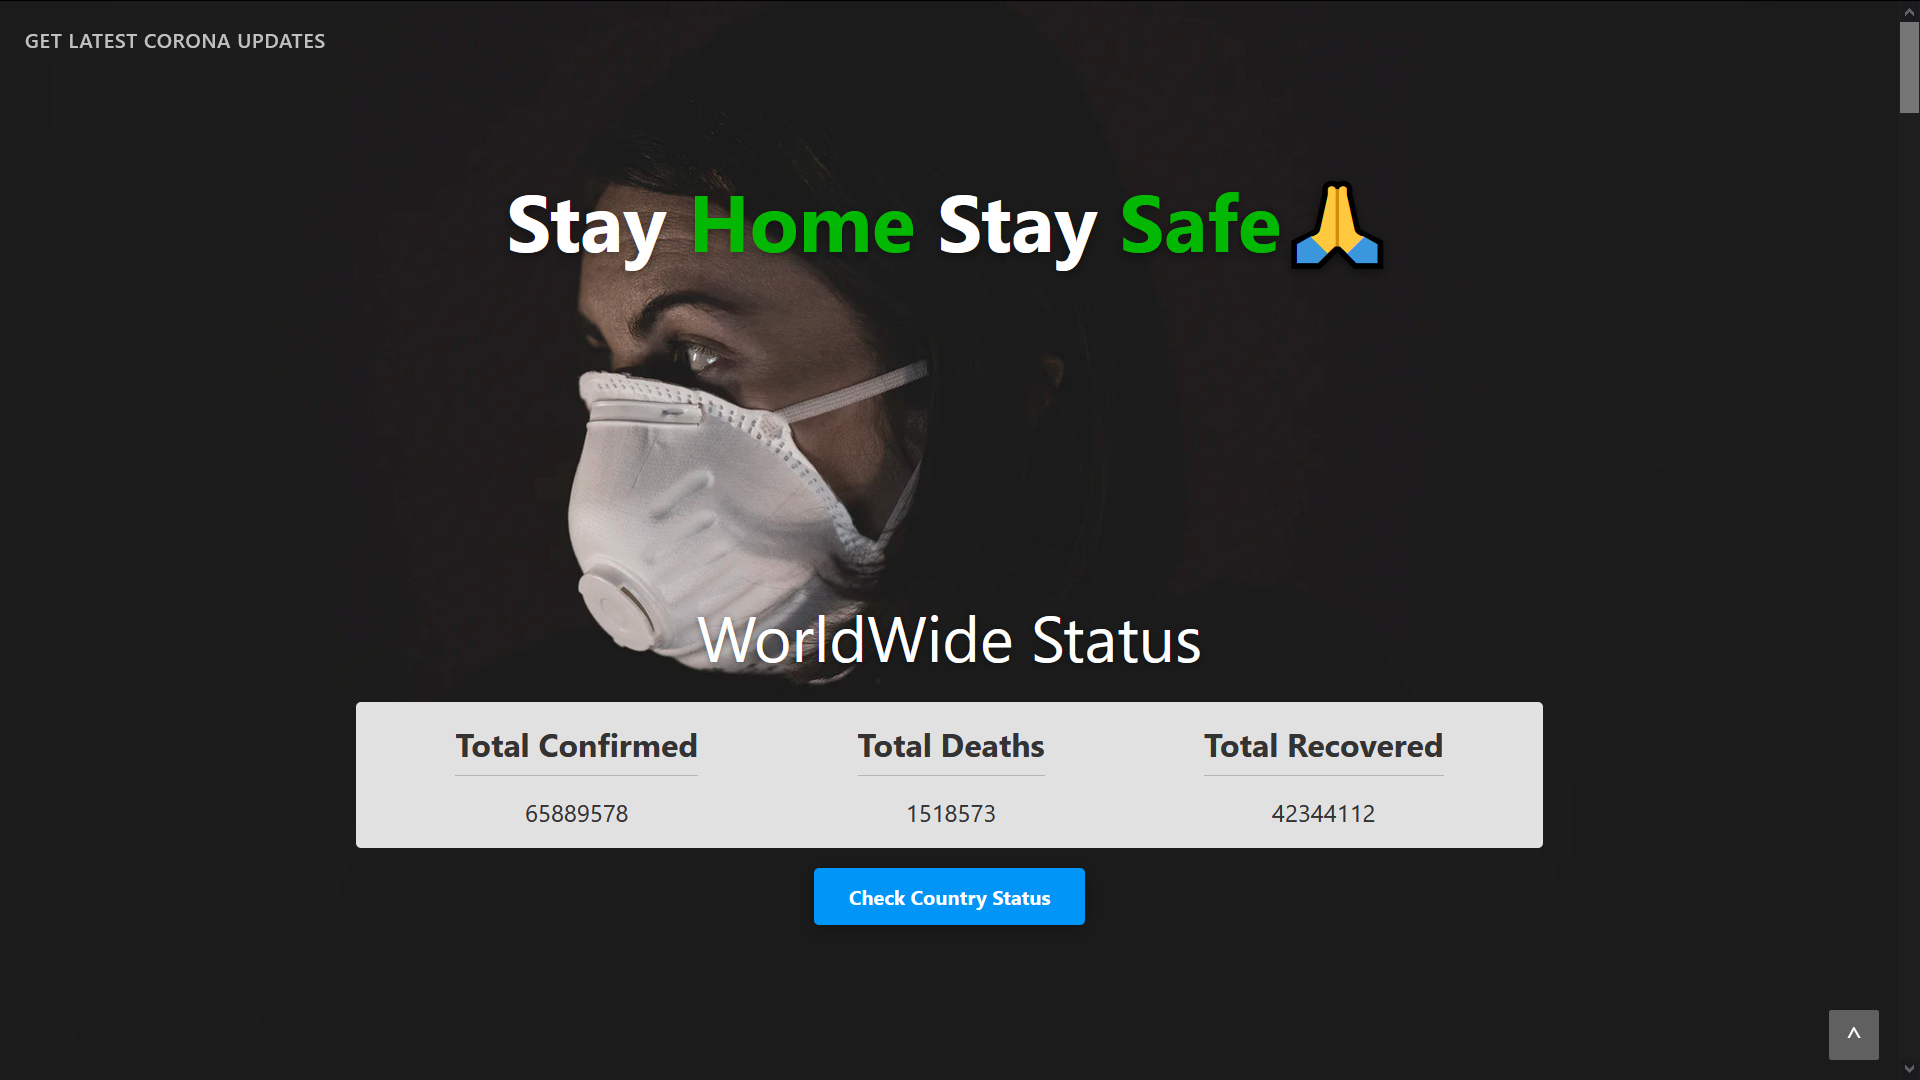 GET LATEST CORONA UPDATES
Stay Home Stay Safe🙏
WorldWide Status
Total Confirmed Total Deaths Total Recovered
65889578 1518573 42344112
Check Country Status
^